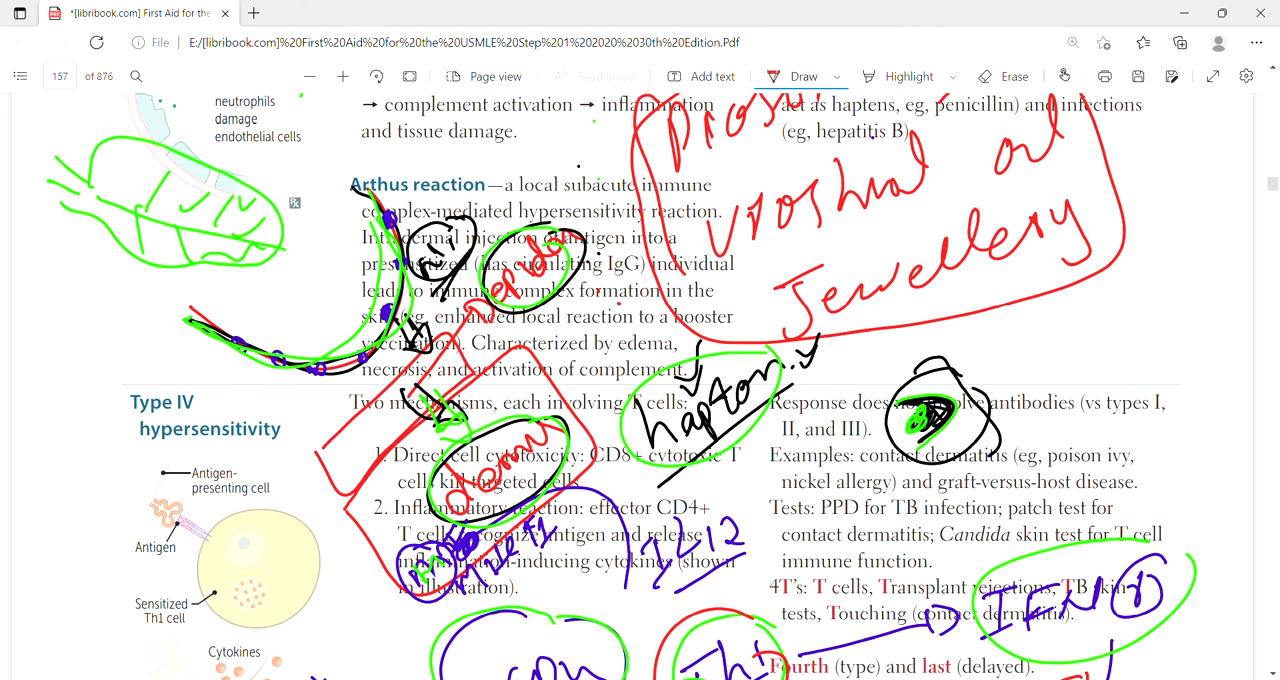 *[libribook.com] First Aid for the
File E:/[libribook.com]%20First%20Aid%20for%20the%20USMLE%20Step%201%202020%2030th%20Edition.Pdf
157 of 876 Page view Read aloud Add text Draw Highlight Erase
neutrophils
damage
endothelial cells
→ complement activation → inflammation
and tissue damage.
act as haptens, eg, penicillin) and infections
(eg, hepatitis B)
and
Jewellery
Arthus reaction—a local subacute immune
complex-mediated hypersensitivity reaction.
Intradermal injection of antigen into a
presensitized (has circulating IgG) individual
leads to immune complex formation in the
skin (eg, enhanced local reaction to a booster
vaccination). Characterized by edema,
necrosis, and activation of complement.
hapton
Type IV
hypersensitivity
Antigen-
presenting cell
Antigen
Sensitized
Th1 cell
Cytokines
Two mechanisms, each involving T cells:
1. Direct cell cytotoxicity: CD8+ cytotoxic T
cells kill targeted cells.
2. Inflammatory reaction: effector CD4+
T cells recognize antigen and release
inflammation-inducing cytokines (shown
in illustration).
IL12
Response does not involve antibodies (vs types I,
II, and III).
Examples: contact dermatitis (eg, poison ivy,
nickel allergy) and graft-versus-host disease.
Tests: PPD for TB infection; patch test for
contact dermatitis; Candida skin test for T cell
immune function.
4T's: T cells, Transplant rejections, TB skin
tests, Touching (contact dermatitis).
IFN γ
Fourth (type) and last (delayed).
Th1